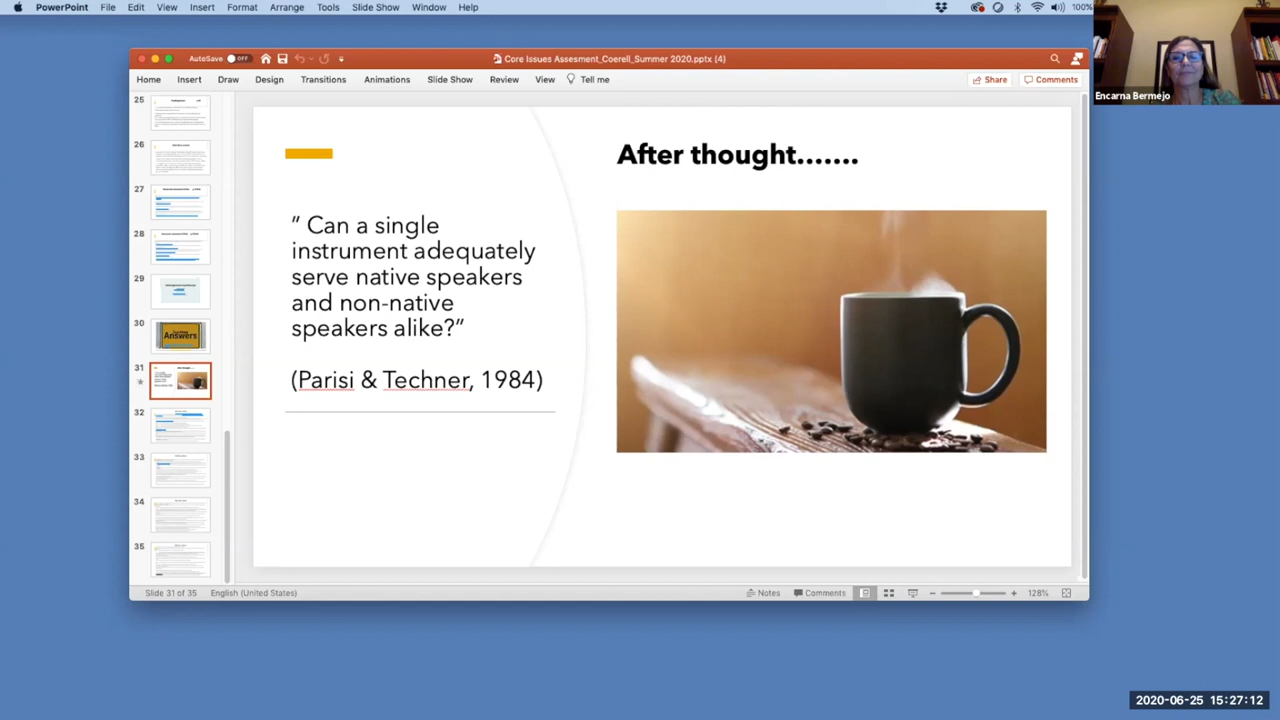 PowerPoint File Edit View Insert Format Arrange Tools Slide Show Window Help 100%
AutoSave OFF Core Issues Assesment_Coerell_Summer 2020.pptx (4)
Home Insert Draw Design Transitions Animations Slide Show Review View Tell me Share Comments
Encarna Bermejo
25
26
27
28
29
30
Answers
31
32
33
34
35
After thought.......
” Can a single
instrument adequately
serve native speakers
and non-native
speakers alike?”
(Parisi & Techner, 1984)
Slide 31 of 35 English (United States) Notes Comments 128%
2020-06-25 15:27:12